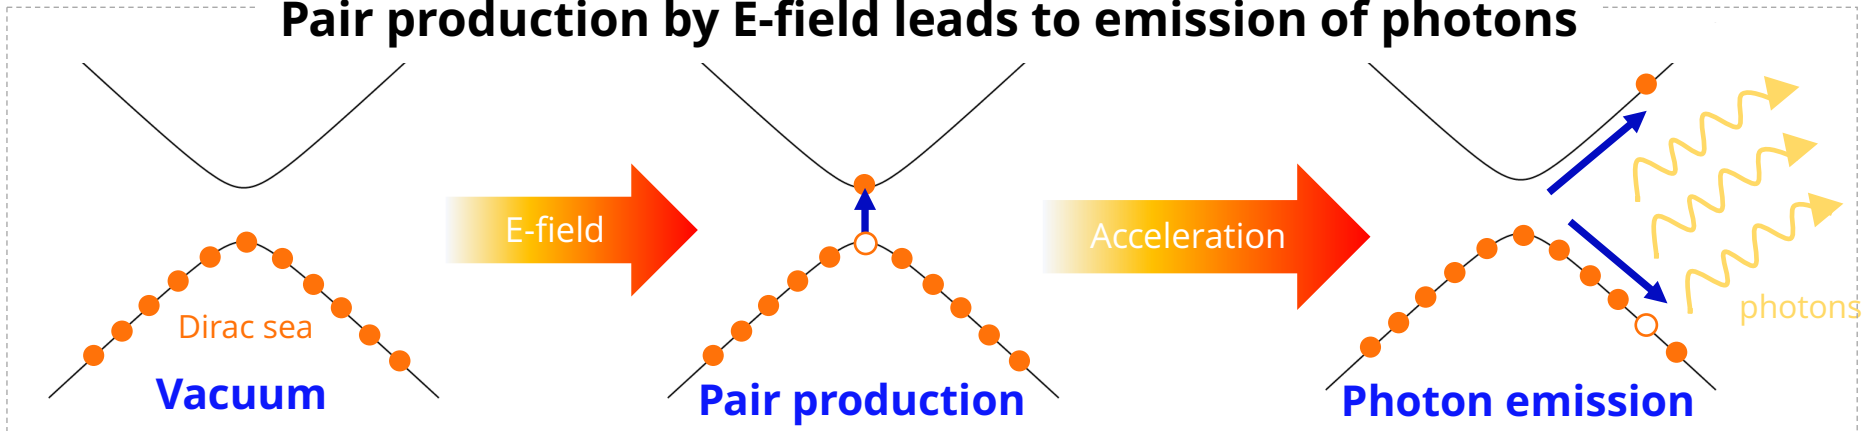 Pair production by E-field leads to emission of photons
E-field
Acceleration
Dirac sea
photons
Vacuum
Pair production
Photon emission